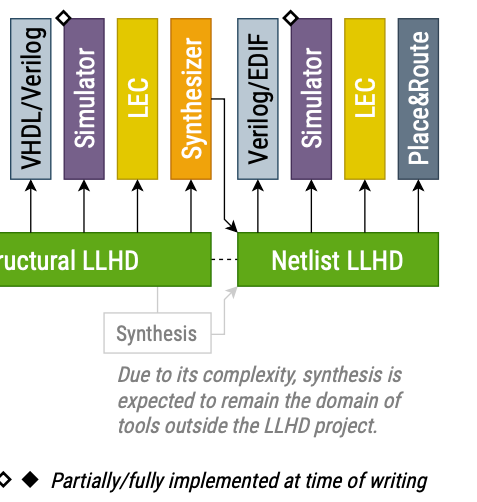 VHDL/Verilog
Simulator
LEC
Synthesizer
Verilog/EDIF
Simulator
LEC
Place&Route
ructural LLHD
Netlist LLHD
Synthesis
Due to its complexity, synthesis is
expected to remain the domain of
tools outside the LLHD project.
Partially/fully implemented at time of writing